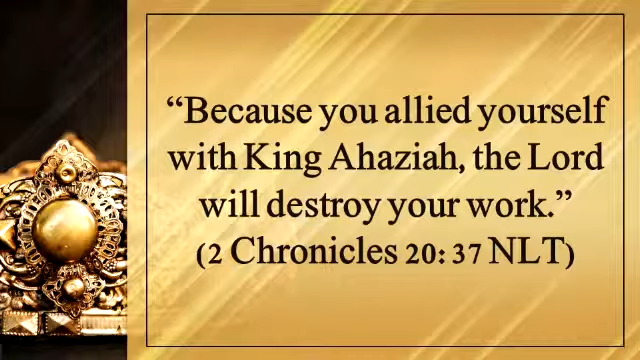 “Because you allied yourself
with King Ahaziah, the Lord
will destroy your work.”
(2 Chronicles 20: 37 NLT)